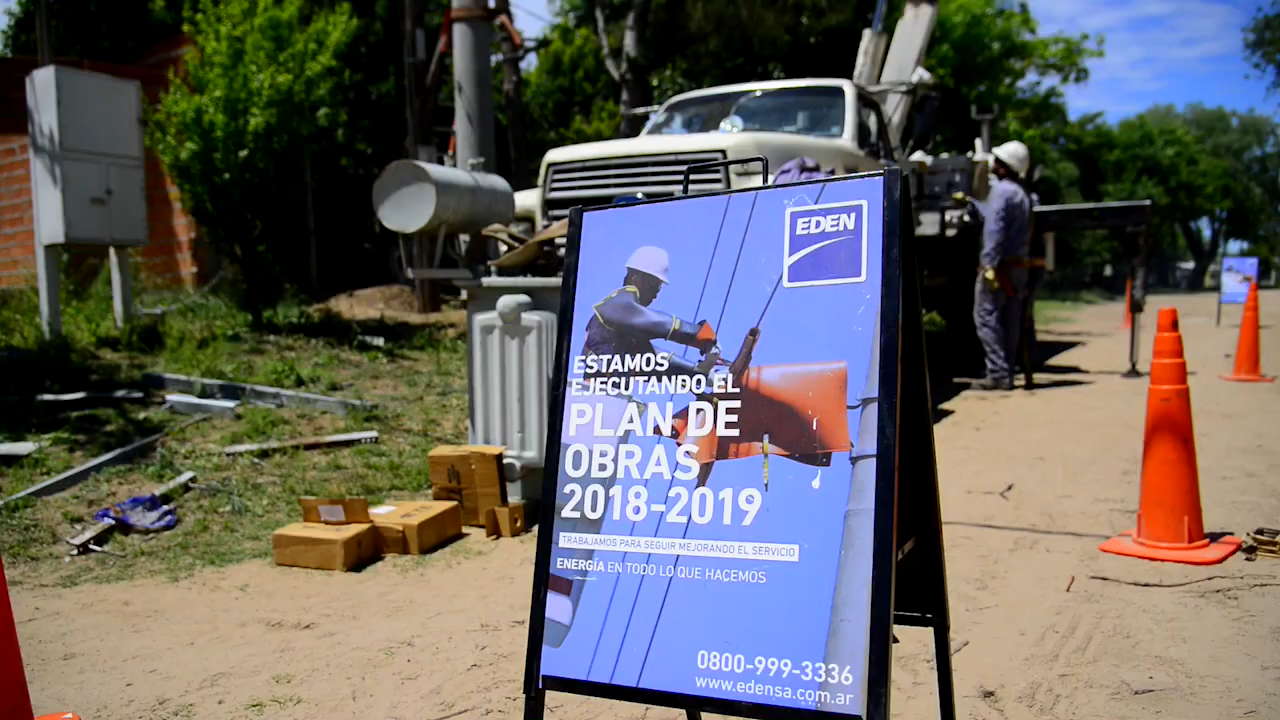 EDEN
ESTAMOS
EJECUTANDO EL
PLAN DE
OBRAS
2018-2019
TRABAJAMOS PARA SEGUIR MEJORANDO EL SERVICIO
ENERGÍA EN TODO LO QUE HACEMOS
0800-999-3336
www.edensa.com.ar